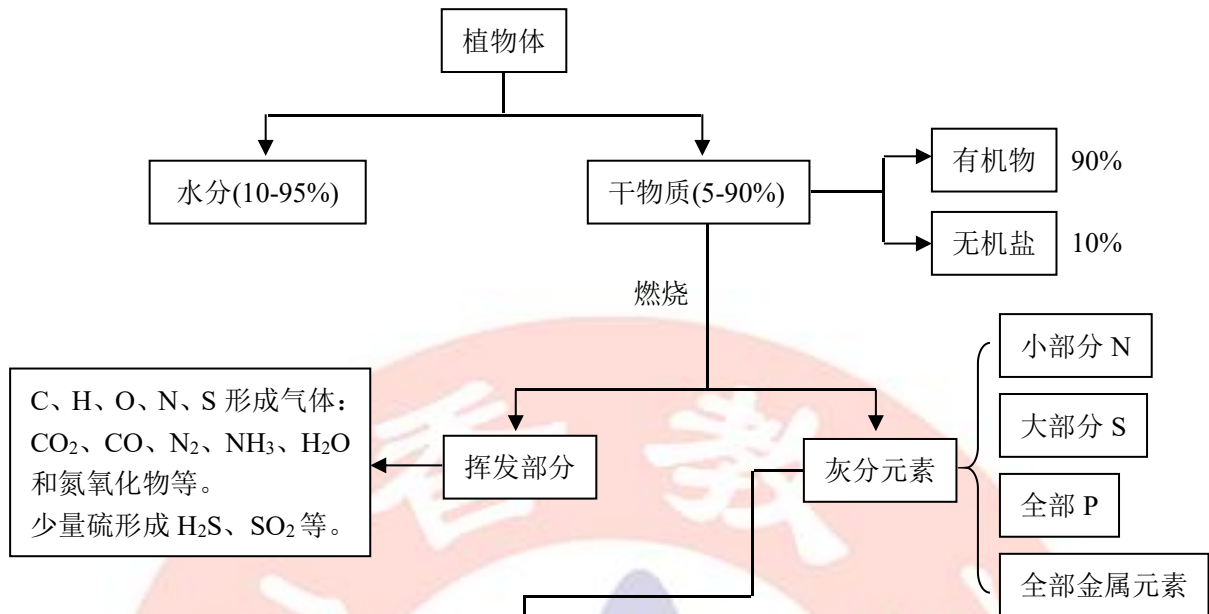 植物体
水分(10-95%)
干物质(5-90%)
有机物 90%
无机盐 10%
燃烧
C、H、O、N、S 形成气体：
CO₂、CO、N₂、NH₃、H₂O
和氮氧化物等。
少量硫形成 H₂S、SO₂ 等。
挥发部分
灰分元素
小部分 N
大部分 S
全部 P
全部金属元素
看教